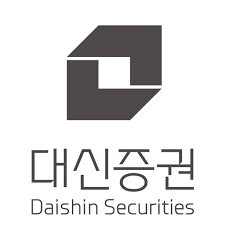 대신증권
Daishin Securities